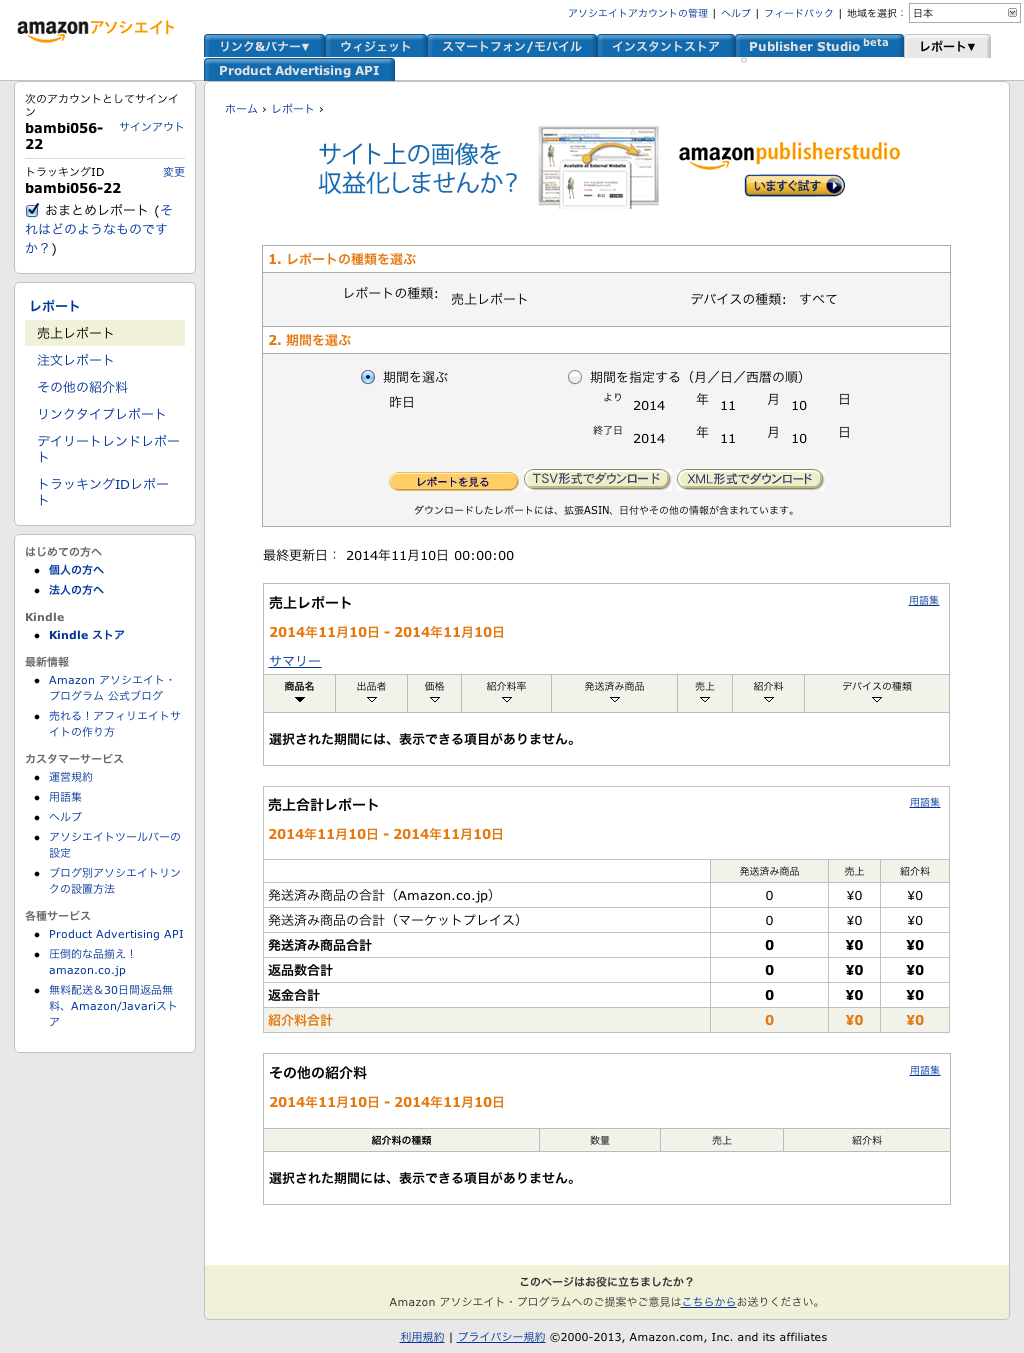 amazonアソシエイト
アソシエイトアカウントの管理 | ヘルプ | フィードバック | 地域を選択： 日本
リンク&バナー▼ ウィジェット スマートフォン/モバイル インスタントストア Publisher Studio beta レポート▼
Product Advertising API
次のアカウントとしてサインイ
ン
bambi056- サインアウト
22
トラッキングID 変更
bambi056-22
おまとめレポート (そ
れはどのようなものです
か？)
レポート
売上レポート
注文レポート
その他の紹介料
リンクタイプレポート
デイリートレンドレポー
ト
トラッキングIDレポー
ト
はじめての方へ
個人の方へ
法人の方へ
Kindle
Kindle ストア
最新情報
Amazon アソシエイト・
プログラム 公式ブログ
売れる！アフィリエイトサ
イトの作り方
カスタマーサービス
運営規約
用語集
ヘルプ
アソシエイトツールバーの
設定
ブログ別アソシエイトリン
クの設置方法
各種サービス
Product Advertising API
圧倒的な品揃え！
amazon.co.jp
無料配送＆30日間返品無
料、Amazon/Javariスト
ア
ホーム › レポート ›
サイト上の画像を
収益化しませんか？
Available at External Website
amazonpublisherstudio
いますぐ試す
1. レポートの種類を選ぶ
レポートの種類: 売上レポート デバイスの種類: すべて
2. 期間を選ぶ
期間を選ぶ 期間を指定する（月／日／西暦の順）
昨日 より 2014 年 11 月 10 日
終了日 2014 年 11 月 10 日
レポートを見る TSV形式でダウンロード XML形式でダウンロード
ダウンロードしたレポートには、拡張ASIN、日付やその他の情報が含まれています。
最終更新日： 2014年11月10日 00:00:00
売上レポート 用語集
2014年11月10日 - 2014年11月10日
サマリー
商品名 出品者 価格 紹介料率 発送済み商品 売上 紹介料 デバイスの種類
選択された期間には、表示できる項目がありません。
売上合計レポート 用語集
2014年11月10日 - 2014年11月10日
発送済み商品 売上 紹介料
発送済み商品の合計（Amazon.co.jp） 0 ¥0 ¥0
発送済み商品の合計（マーケットプレイス） 0 ¥0 ¥0
発送済み商品合計 0 ¥0 ¥0
返品数合計 0 ¥0 ¥0
返金合計 0 ¥0 ¥0
紹介料合計 0 ¥0 ¥0
その他の紹介料 用語集
2014年11月10日 - 2014年11月10日
紹介料の種類 数量 売上 紹介料
選択された期間には、表示できる項目がありません。
このページはお役に立ちましたか？
Amazon アソシエイト・プログラムへのご提案やご意見はこちらからお送りください。
利用規約 | プライバシー規約 ©2000-2013, Amazon.com, Inc. and its affiliates